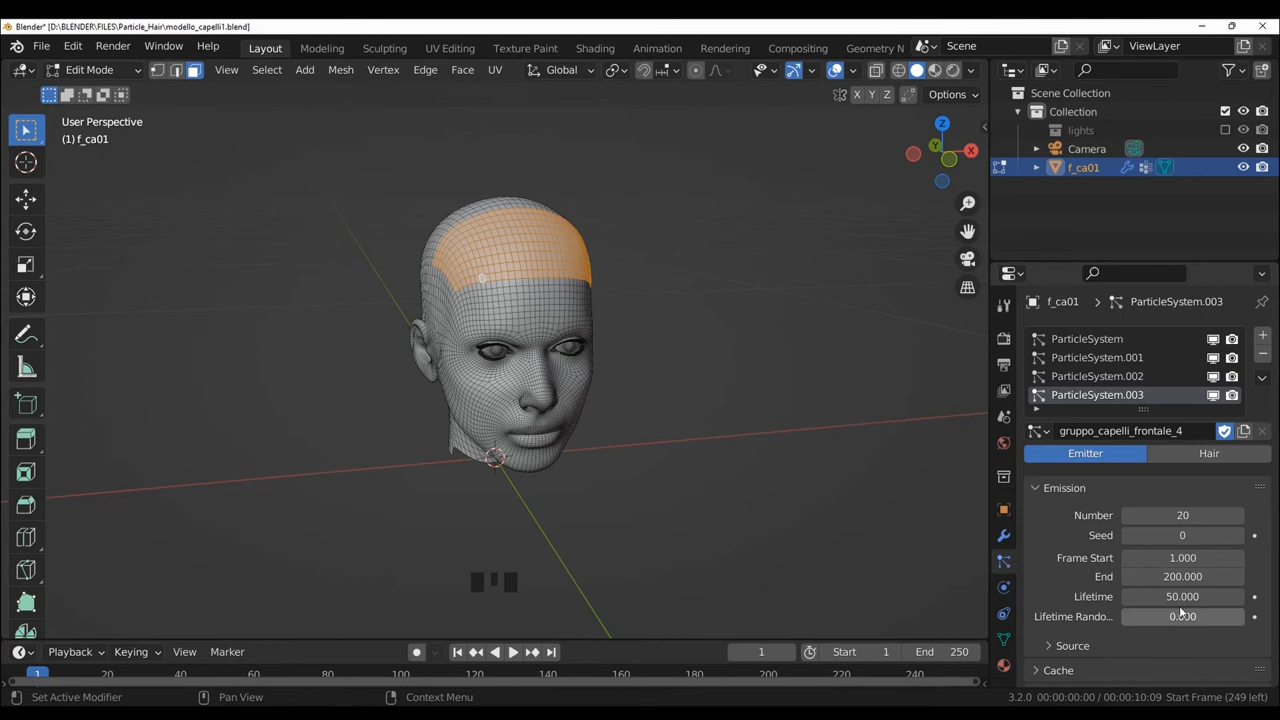 Blender* [D:\BLENDER\FILES\Particle_Hair\modello_capelli1.blend]
File Edit Render Window Help Layout Modeling Sculpting UV Editing Texture Paint Shading Animation Rendering Compositing Geometry N Scene ViewLayer
Edit Mode View Select Add Mesh Vertex Edge Face UV Global
X Y Z Options
User Perspective
(1) f_ca01
Z
Y
X
Scene Collection
Collection
lights
Camera
f_ca01
f_ca01 > ParticleSystem.003
ParticleSystem
ParticleSystem.001
ParticleSystem.002
ParticleSystem.003
gruppo_capelli_frontale_4
Emitter Hair
Emission
Number 20
Seed 0
Frame Start 1.000
End 200.000
Lifetime 50.000
Lifetime Rando... 0.000
Source
Cache
Playback Keying View Marker 1 Start 1 End 250
1 20 40 60 80 100 120 140 160 180 200 220 240
Set Active Modifier Pan View Context Menu 3.2.0 00:00:00:00 / 00:00:10:09 Start Frame (249 left)